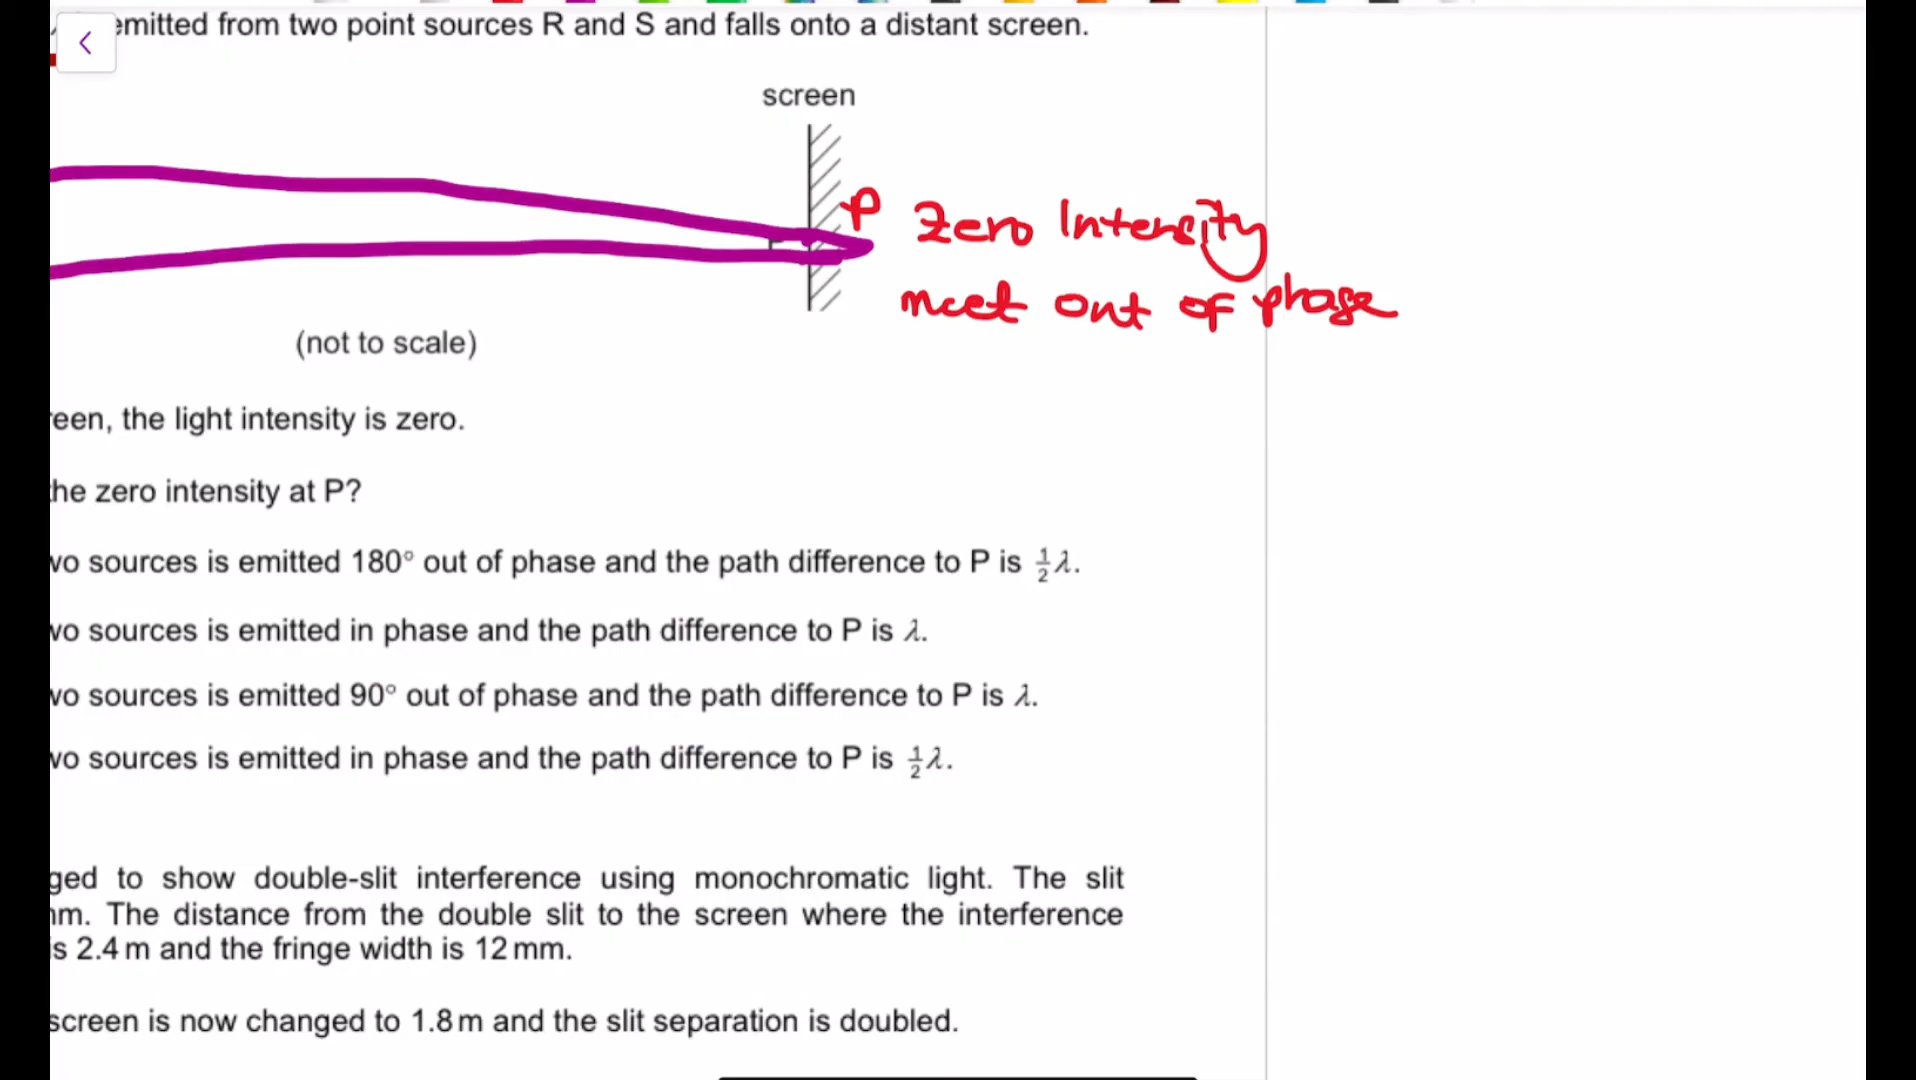 emitted from two point sources R and S and falls onto a distant screen.
screen
P Zero Intensity
meet out of phase
(not to scale)
een, the light intensity is zero.
he zero intensity at P?
wo sources is emitted 180° out of phase and the path difference to P is ½λ.
wo sources is emitted in phase and the path difference to P is λ.
wo sources is emitted 90° out of phase and the path difference to P is λ.
wo sources is emitted in phase and the path difference to P is ½λ.
ged to show double-slit interference using monochromatic light. The slit
m. The distance from the double slit to the screen where the interference
s 2.4 m and the fringe width is 12 mm.
screen is now changed to 1.8 m and the slit separation is doubled.